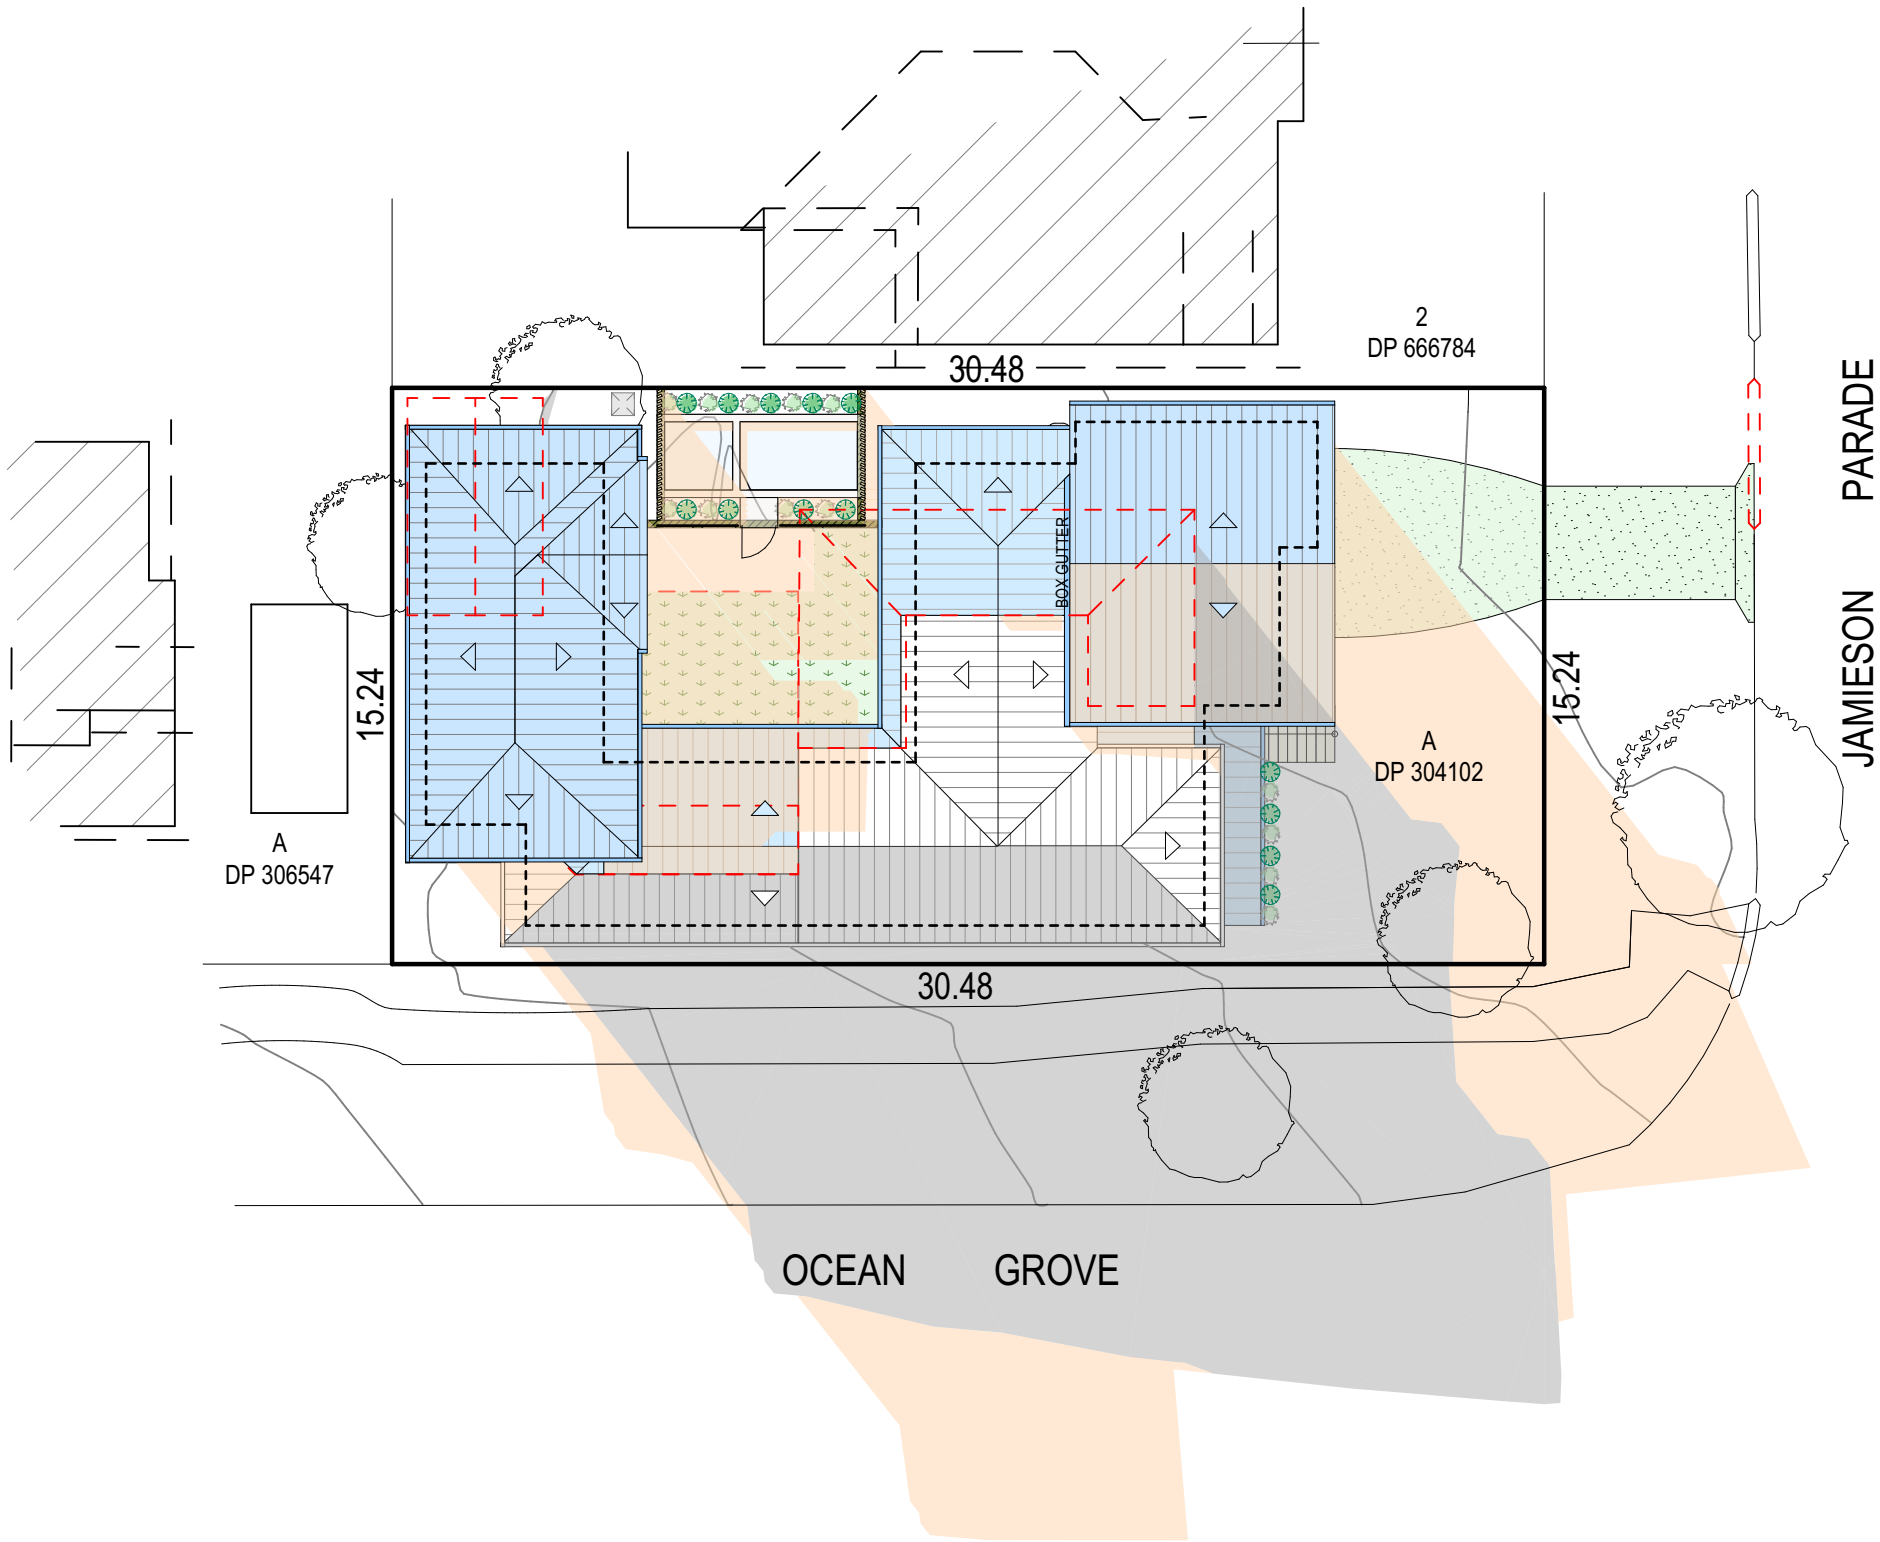 2
DP 666784
30.48
JAMIESON PARADE
BOX GUTTER
15.24
15.24
A
DP 304102
A
DP 306547
30.48
OCEAN GROVE